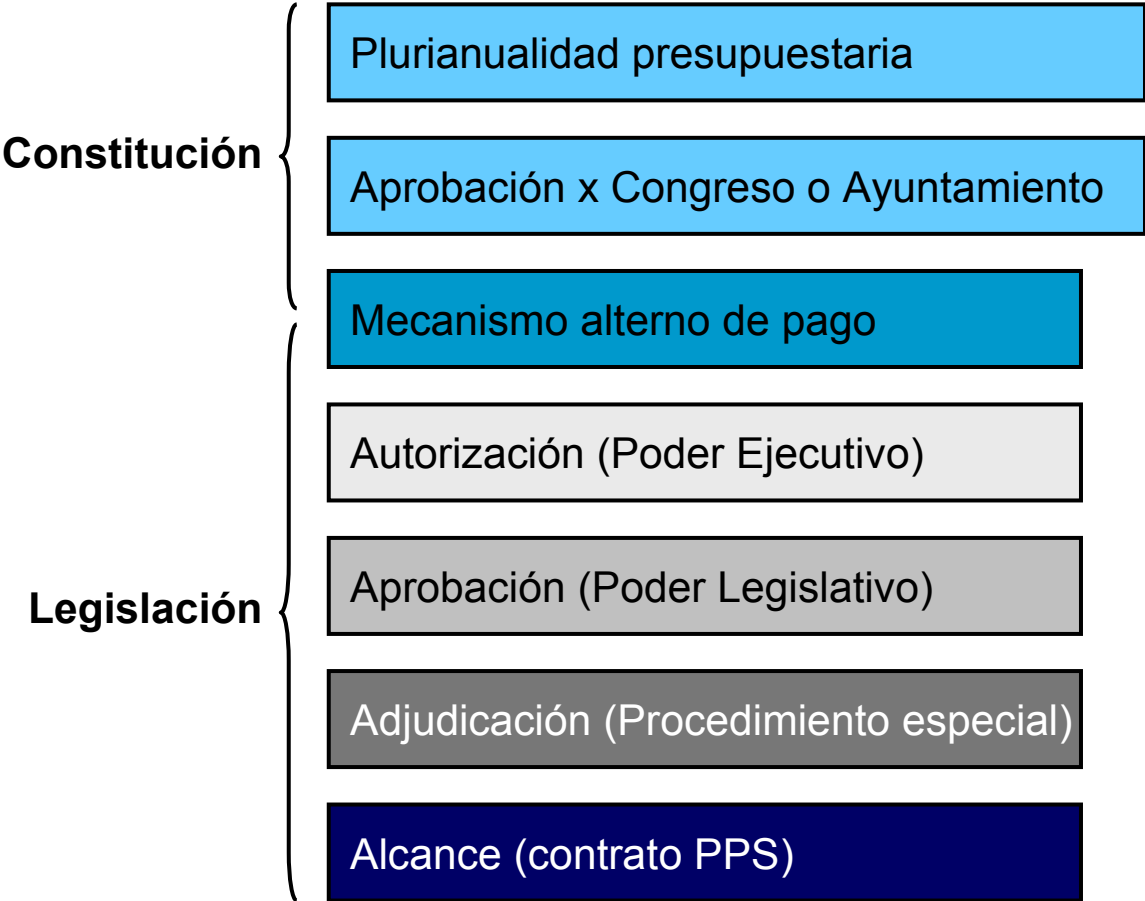 Constitución
Plurianualidad presupuestaria
Aprobación x Congreso o Ayuntamiento
Mecanismo alterno de pago
Legislación
Autorización (Poder Ejecutivo)
Aprobación (Poder Legislativo)
Adjudicación (Procedimiento especial)
Alcance (contrato PPS)